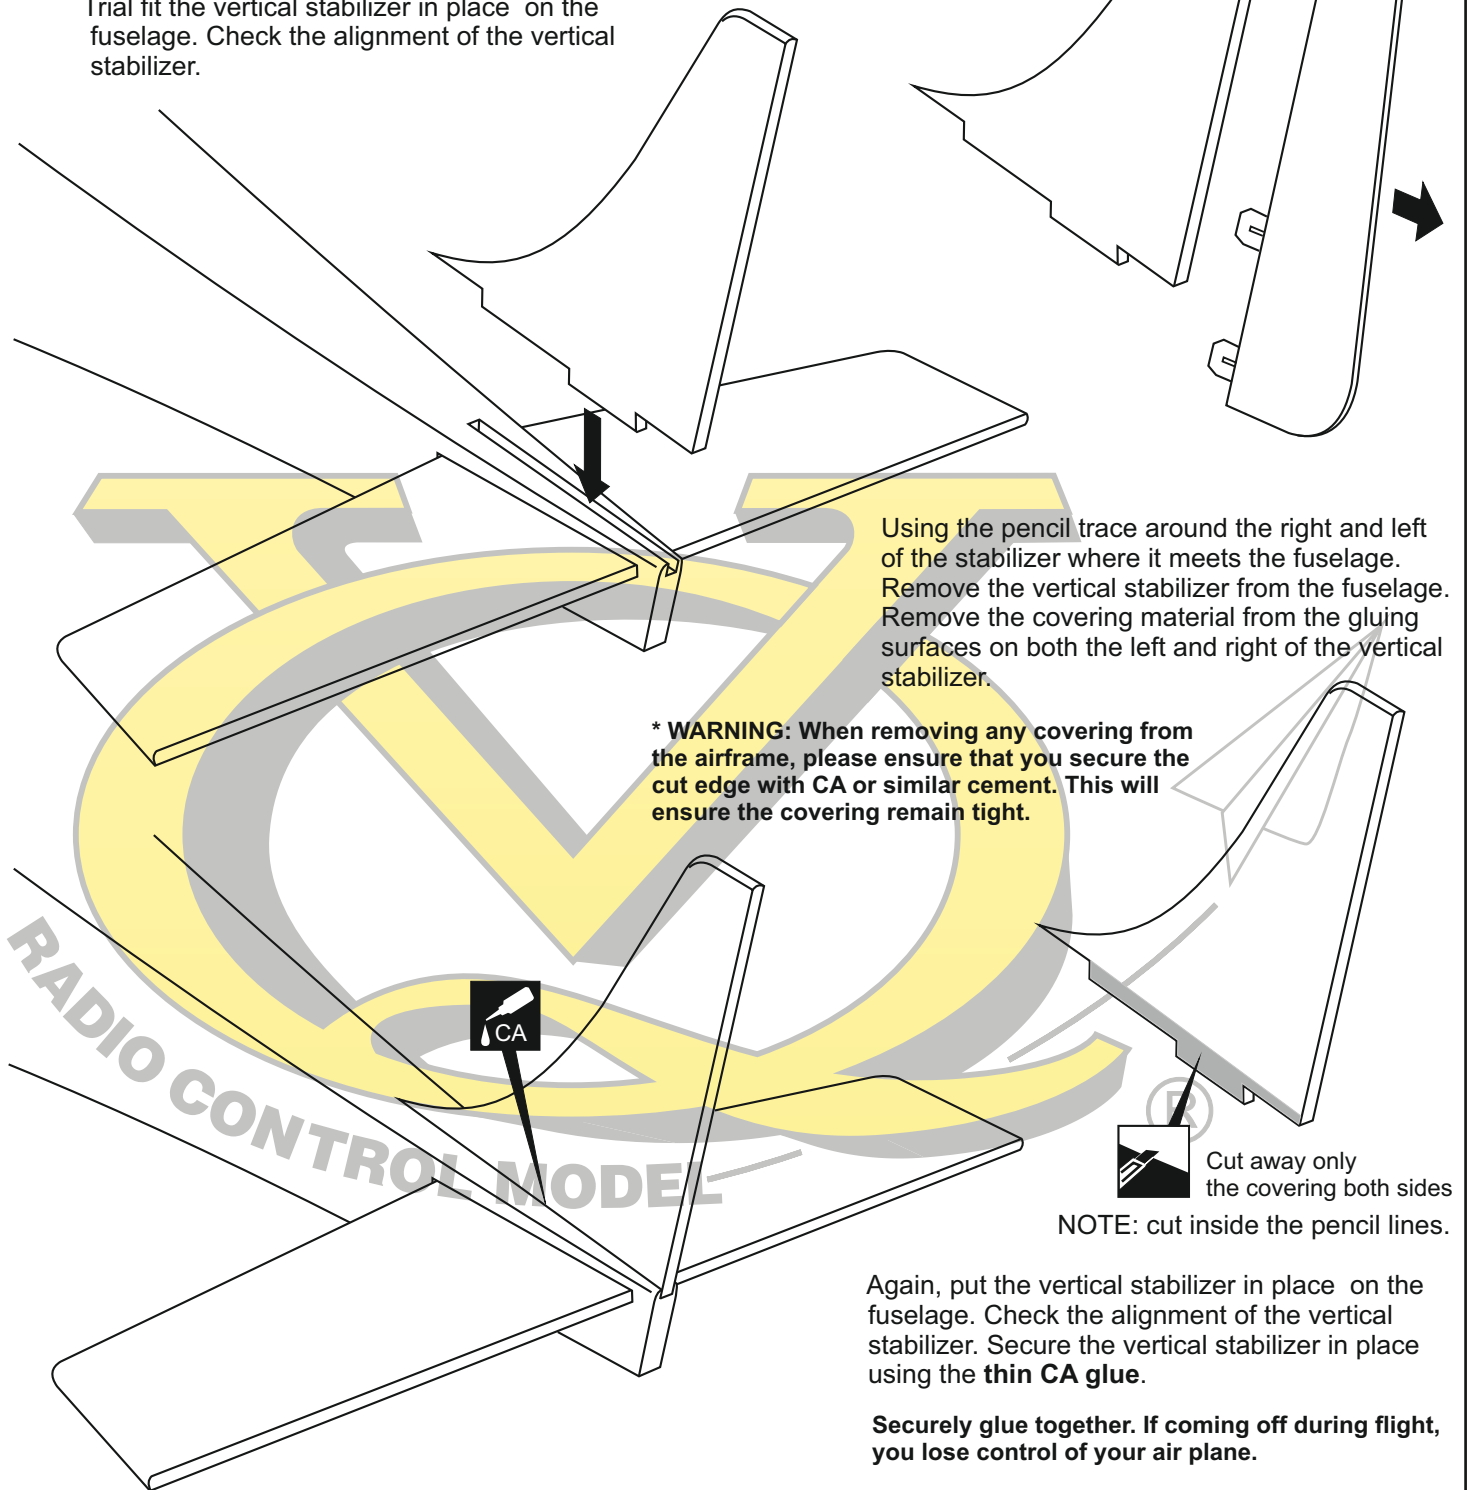 Trial fit the vertical stabilizer in place  on the
fuselage. Check the alignment of the vertical
stabilizer.
Using the pencil trace around the right and left
of the stabilizer where it meets the fuselage.
Remove the vertical stabilizer from the fuselage.
Remove the covering material from the gluing
surfaces on both the left and right of the vertical
stabilizer.
* WARNING: When removing any covering from
the airframe, please ensure that you secure the
cut edge with CA or similar cement. This will
ensure the covering remain tight.
CA
RADIO CONTROL MODEL
®
Cut away only
the covering both sides
NOTE: cut inside the pencil lines.
Again, put the vertical stabilizer in place  on the
fuselage. Check the alignment of the vertical
stabilizer. Secure the vertical stabilizer in place
using the thin CA glue.
Securely glue together. If coming off during flight,
you lose control of your air plane.